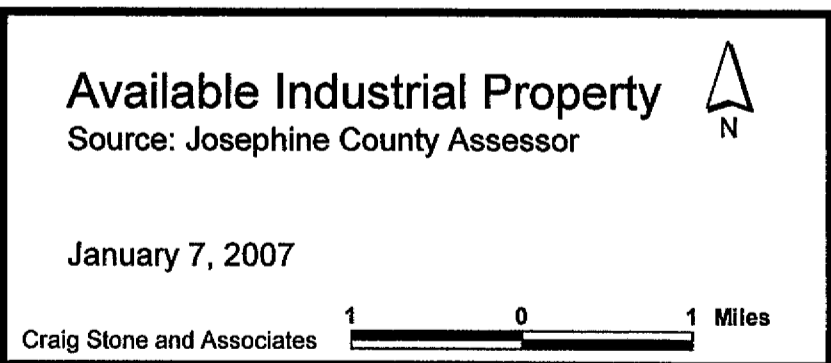 Available Industrial Property
N
Source: Josephine County Assessor
January 7, 2007
1 0 1 Miles
Craig Stone and Associates